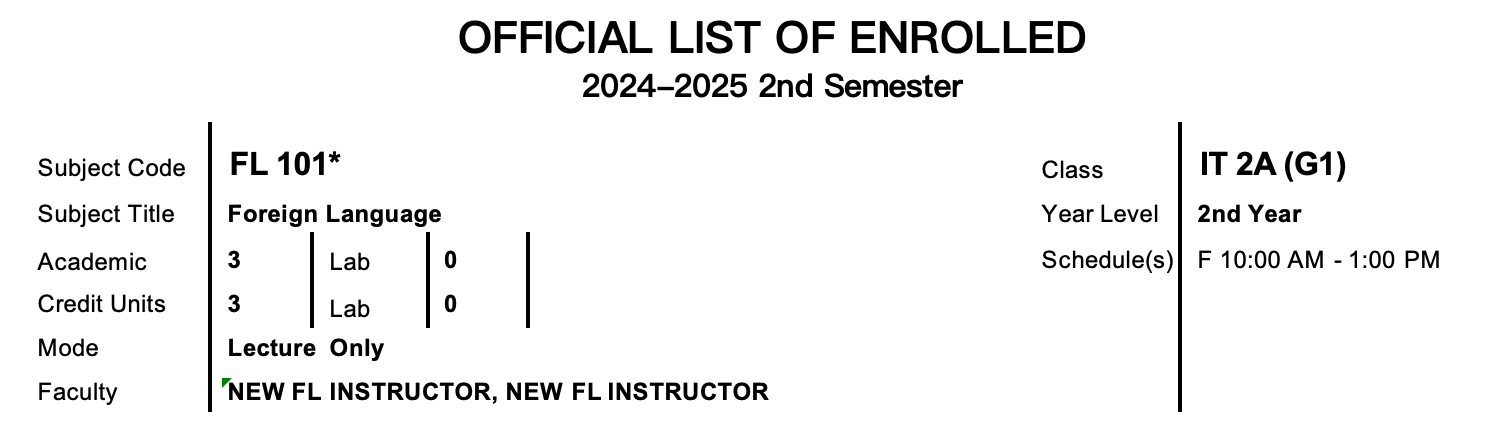 OFFICIAL LIST OF ENROLLED
2024–2025 2nd Semester
Subject Code FL 101* Class IT 2A (G1)
Subject Title Foreign Language Year Level 2nd Year
Academic 3 Lab 0 Schedule(s) F 10:00 AM - 1:00 PM
Credit Units 3 Lab 0
Mode Lecture Only
Faculty NEW FL INSTRUCTOR, NEW FL INSTRUCTOR